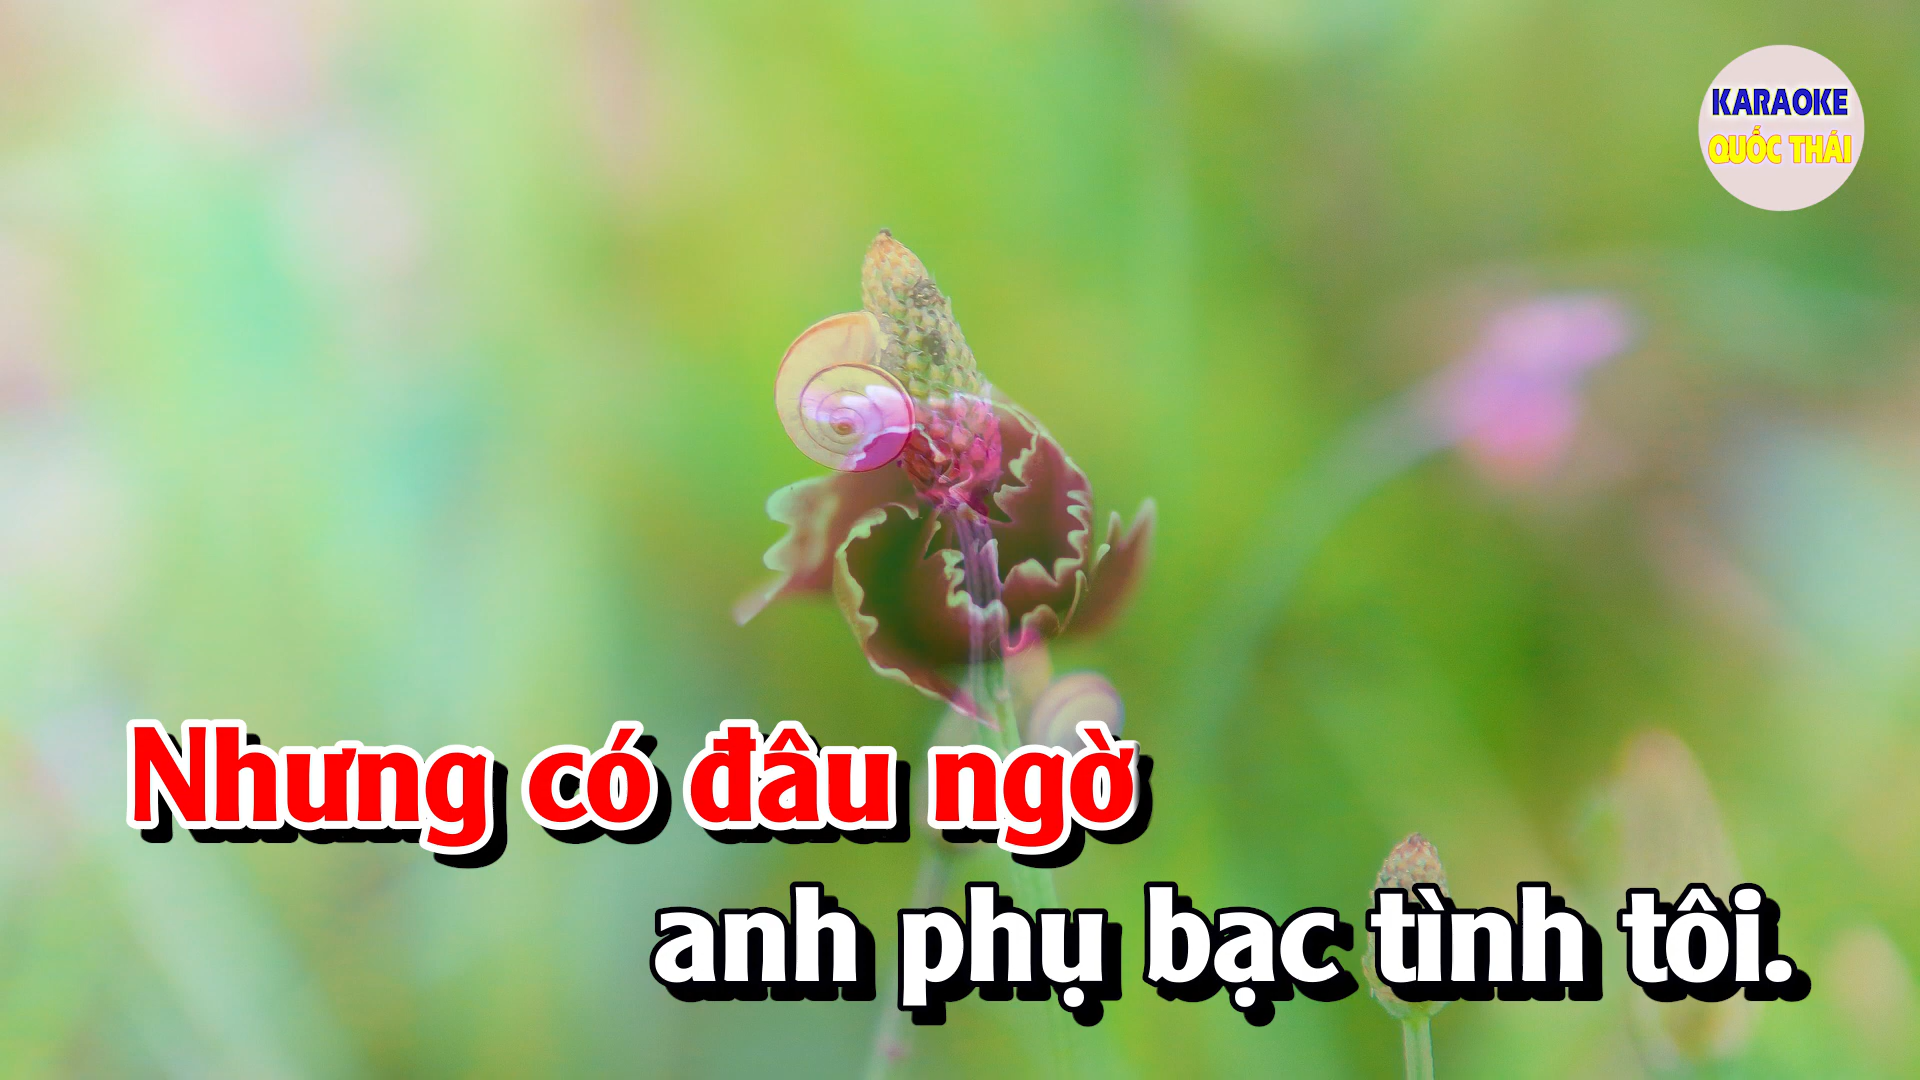 KARAOKE
QUỐC THÁI
Nhưng có đâu ngờ
anh phụ bạc tình tôi.